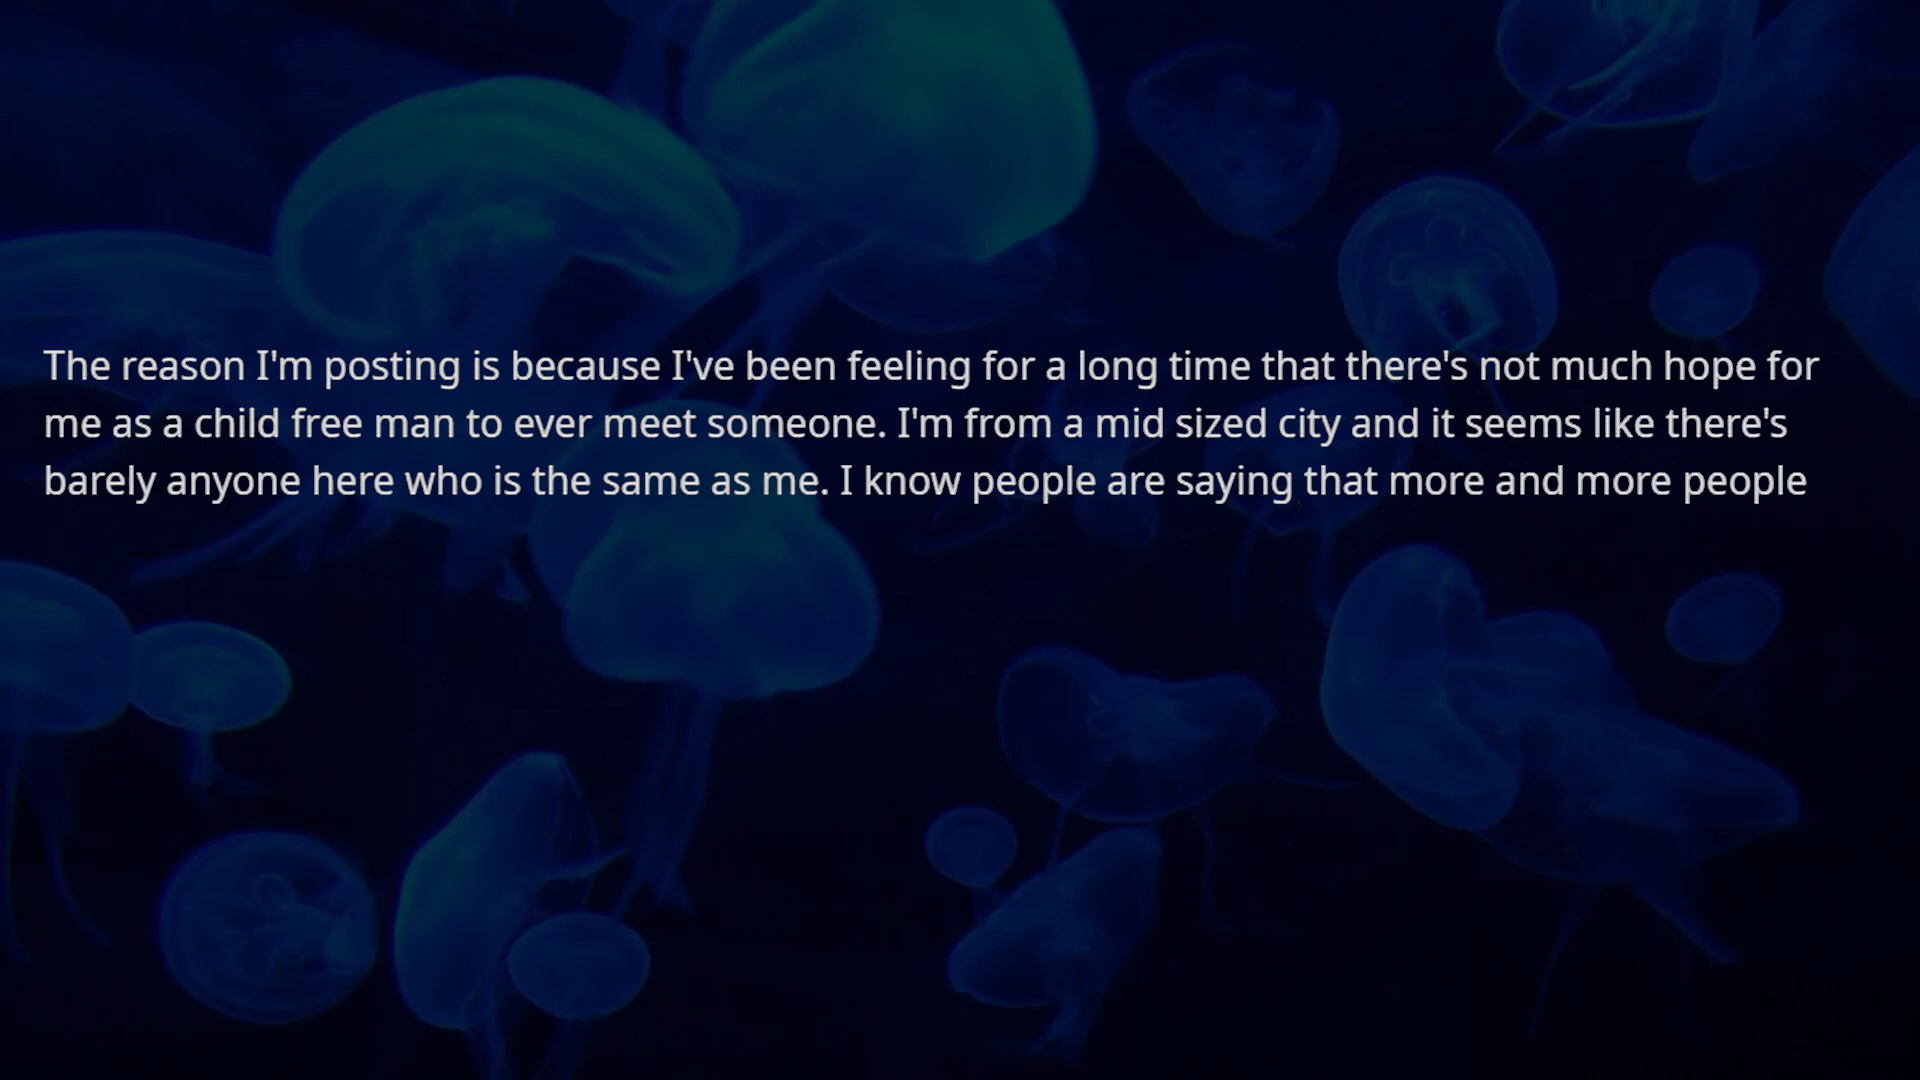 The reason I'm posting is because I've been feeling for a long time that there's not much hope for
me as a child free man to ever meet someone. I'm from a mid sized city and it seems like there's
barely anyone here who is the same as me. I know people are saying that more and more people